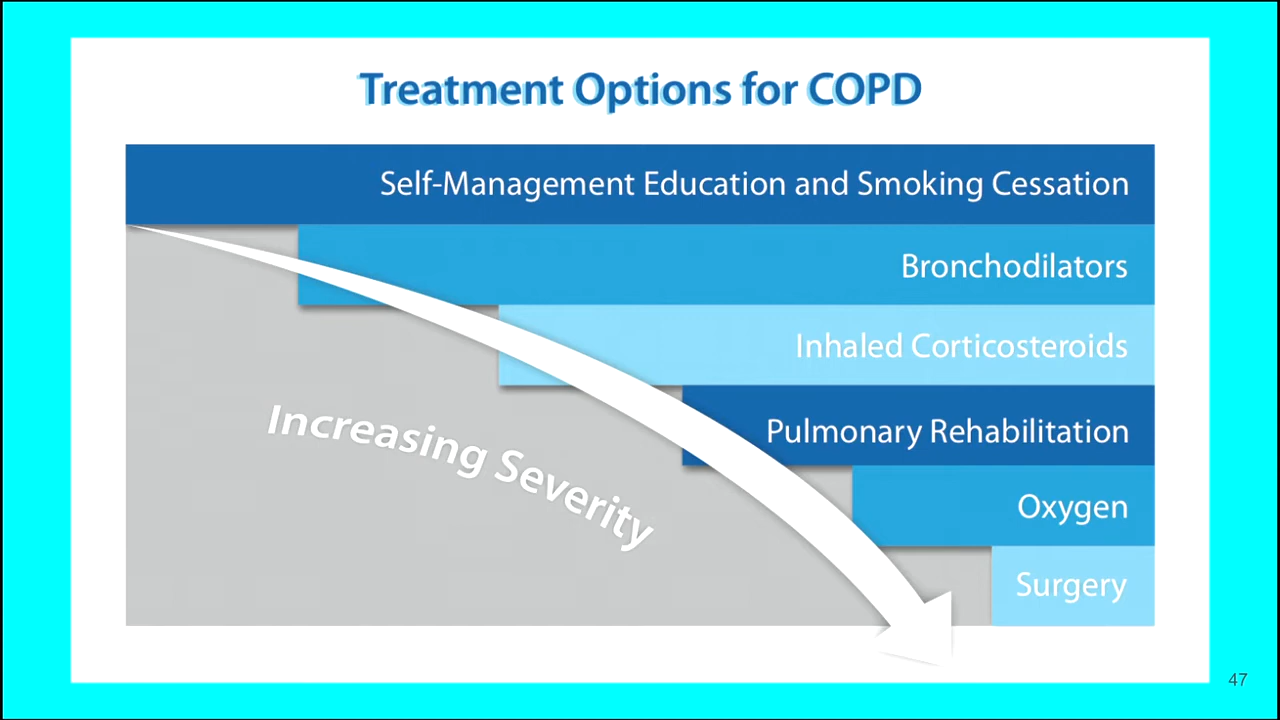 Treatment Options for COPD
Self-Management Education and Smoking Cessation
Bronchodilators
Inhaled Corticosteroids
Pulmonary Rehabilitation
Oxygen
Surgery
Increasing Severity
47